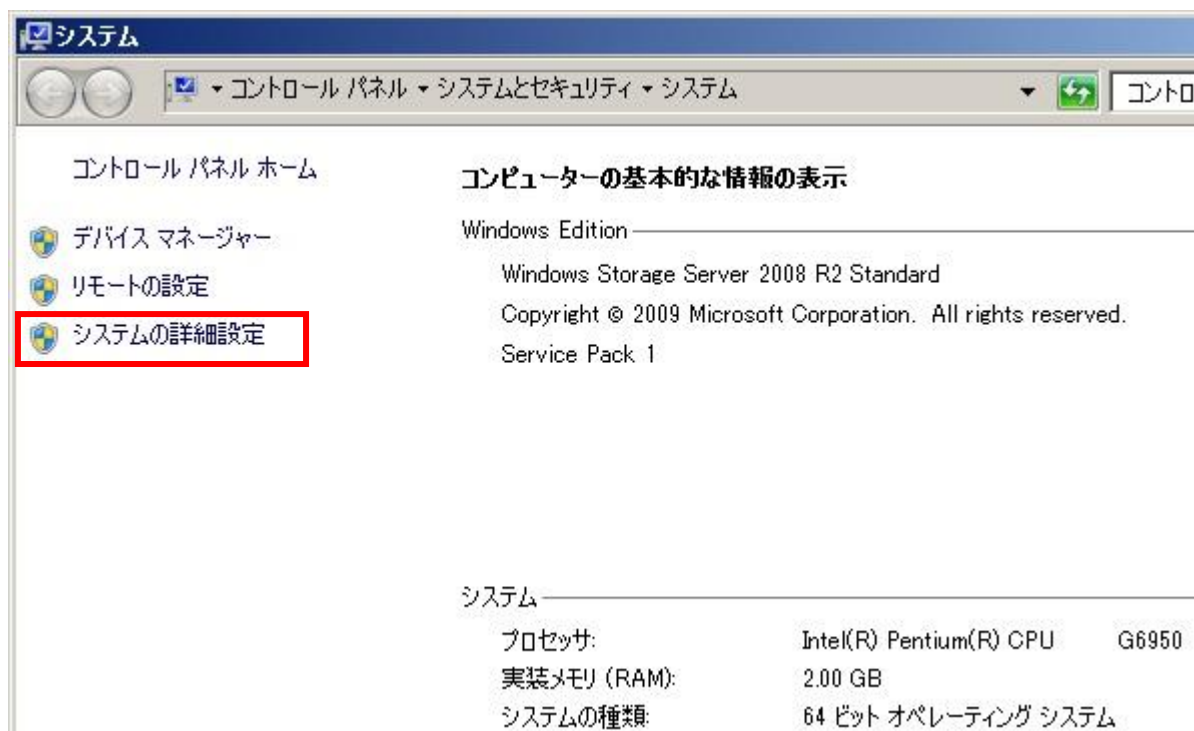 システム
コントロール パネル ▾ システムとセキュリティ ▾ システム
コントロ
コントロール パネル ホーム
デバイス マネージャー
リモートの設定
システムの詳細設定
コンピューターの基本的な情報の表示
Windows Edition
Windows Storage Server 2008 R2 Standard
Copyright © 2009 Microsoft Corporation. All rights reserved.
Service Pack 1
システム
プロセッサ: Intel(R) Pentium(R) CPU G6950
実装メモリ (RAM): 2.00 GB
システムの種類: 64 ビット オペレーティング システム